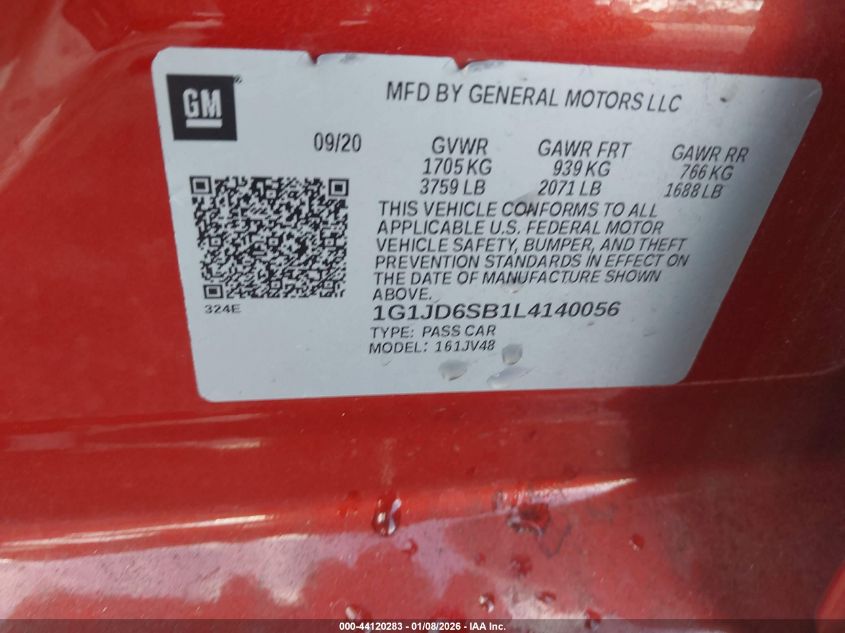 GM®
MFD BY GENERAL MOTORS LLC
09/20 GVWR GAWR FRT GAWR RR
1705 KG 939 KG 766 KG
3759 LB 2071 LB 1688 LB
THIS VEHICLE CONFORMS TO ALL
APPLICABLE U.S. FEDERAL MOTOR
VEHICLE SAFETY, BUMPER, AND THEFT
PREVENTION STANDARDS IN EFFECT ON
THE DATE OF MANUFACTURE SHOWN
ABOVE.
324E
1G1JD6SB1L4140056
TYPE: PASS CAR
MODEL: 161JV48
000-44120283 - 01/08/2026 - IAA Inc.